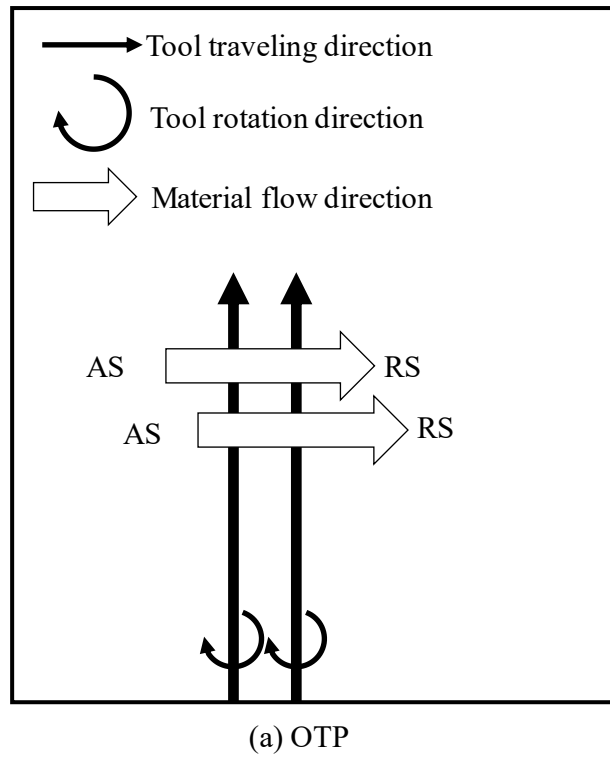 Tool traveling direction
Tool rotation direction
Material flow direction
AS RS
AS RS
(a) OTP